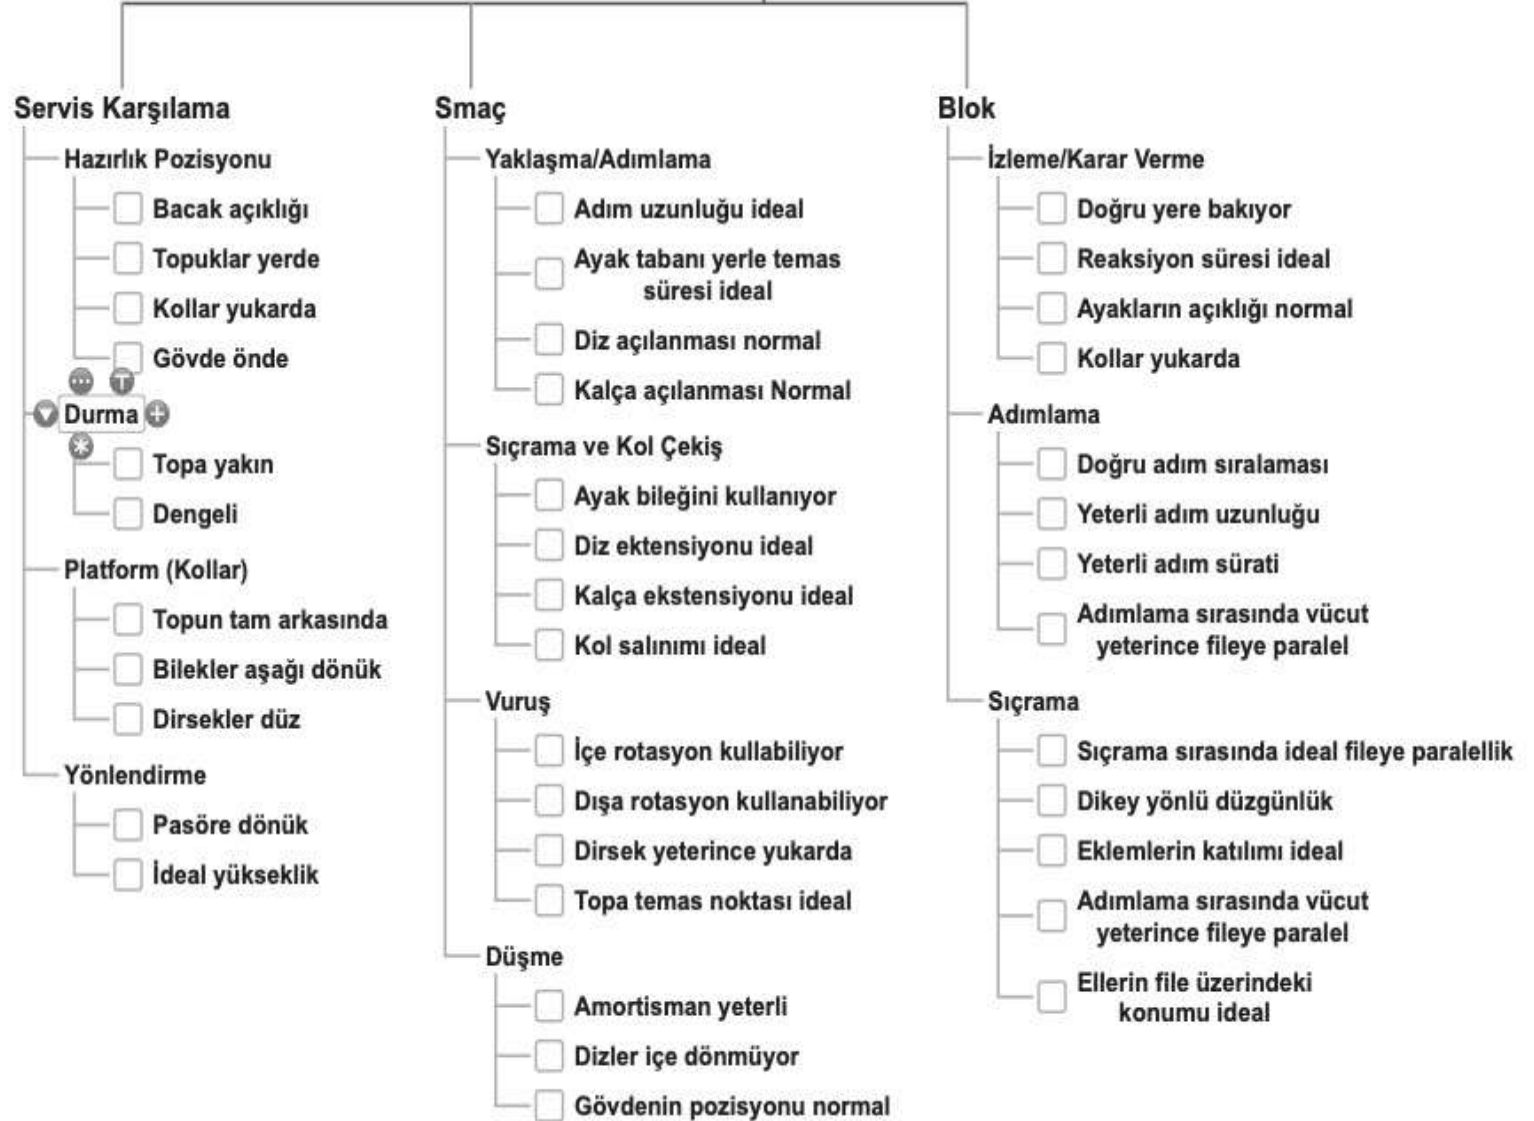 Servis Karşılama
Hazırlık Pozisyonu
Bacak açıklığı
Topuklar yerde
Kollar yukarda
Gövde önde
Durma
Topa yakın
Dengeli
Platform (Kollar)
Topun tam arkasında
Bilekler aşağı dönük
Dirsekler düz
Yönlendirme
Pasöre dönük
İdeal yükseklik
Smaç
Yaklaşma/Adımlama
Adım uzunluğu ideal
Ayak tabanı yerle temas
süresi ideal
Diz açılanması normal
Kalça açılanması Normal
Sıçrama ve Kol Çekiş
Ayak bileğini kullanıyor
Diz ektensiyonu ideal
Kalça ekstensiyonu ideal
Kol salınımı ideal
Vuruş
İçe rotasyon kullabiliyor
Dışa rotasyon kullanabiliyor
Dirsek yeterince yukarda
Topa temas noktası ideal
Düşme
Amortisman yeterli
Dizler içe dönmüyor
Gövdenin pozisyonu normal
Blok
İzleme/Karar Verme
Doğru yere bakıyor
Reaksiyon süresi ideal
Ayakların açıklığı normal
Kollar yukarda
Adımlama
Doğru adım sıralaması
Yeterli adım uzunluğu
Yeterli adım sürati
Adımlama sırasında vücut
yeterince fileye paralel
Sıçrama
Sıçrama sırasında ideal fileye paralellik
Dikey yönlü düzgünlük
Eklemlerin katılımı ideal
Adımlama sırasında vücut
yeterince fileye paralel
Ellerin file üzerindeki
konumu ideal